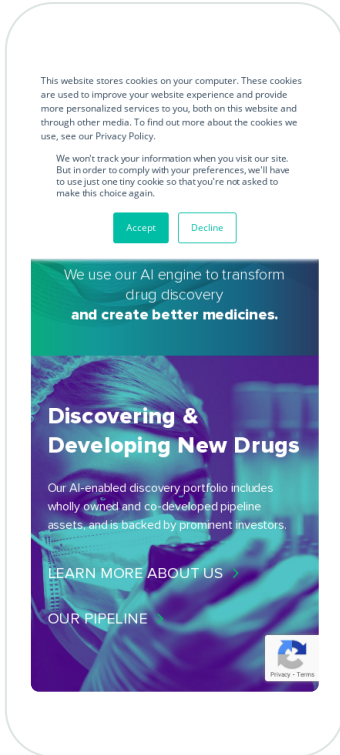 This website stores cookies on your computer. These cookies
are used to improve your website experience and provide
more personalized services to you, both on this website and
through other media. To find out more about the cookies we
use, see our Privacy Policy.
We won't track your information when you visit our site.
But in order to comply with your preferences, we'll have
to use just one tiny cookie so that you're not asked to
make this choice again.
Accept Decline
We use our AI engine to transform
drug discovery
and create better medicines.
Discovering &
Developing New Drugs
Our AI-enabled discovery portfolio includes
wholly owned and co-developed pipeline
assets, and is backed by prominent investors.
LEARN MORE ABOUT US
OUR PIPELINE
Privacy - Terms